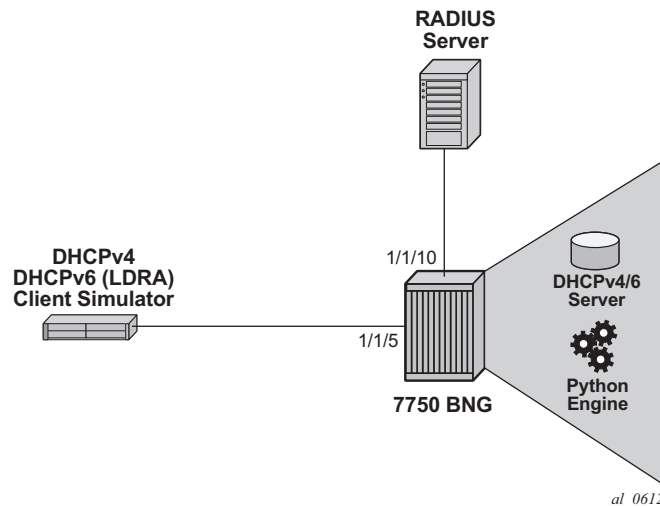 RADIUS
Server
1/1/10
DHCPv4
DHCPv6 (LDRA)
Client Simulator
1/1/5
DHCPv4/6
Server
Python
Engine
7750 BNG
al_0612